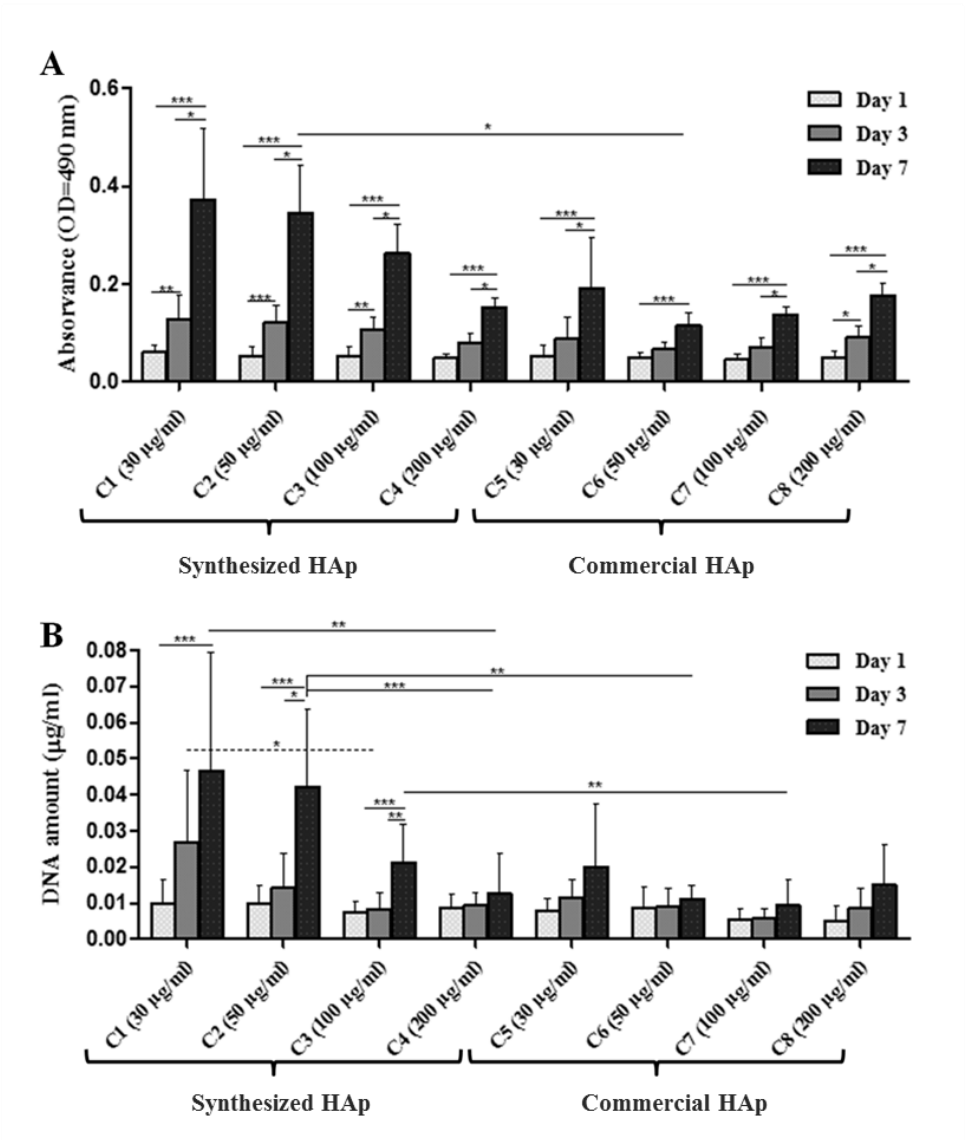 A
***
*
**
***
*
***
***
*
**
***
*
*
***
*
***
***
*
***
*
*
Absorvance (OD=490 nm)
0.6
0.4
0.2
0.0
Day 1
Day 3
Day 7
C1 (30 µg/ml)
C2 (50 µg/ml)
C3 (100 µg/ml)
C4 (200 µg/ml)
C5 (30 µg/ml)
C6 (50 µg/ml)
C7 (100 µg/ml)
C8 (200 µg/ml)
Synthesized HAp
Commercial HAp
B
***
**
***
*
**
***
*
***
**
**
DNA amount (µg/ml)
0.08
0.07
0.06
0.05
0.04
0.03
0.02
0.01
0.00
Day 1
Day 3
Day 7
C1 (30 µg/ml)
C2 (50 µg/ml)
C3 (100 µg/ml)
C4 (200 µg/ml)
C5 (30 µg/ml)
C6 (50 µg/ml)
C7 (100 µg/ml)
C8 (200 µg/ml)
Synthesized HAp
Commercial HAp